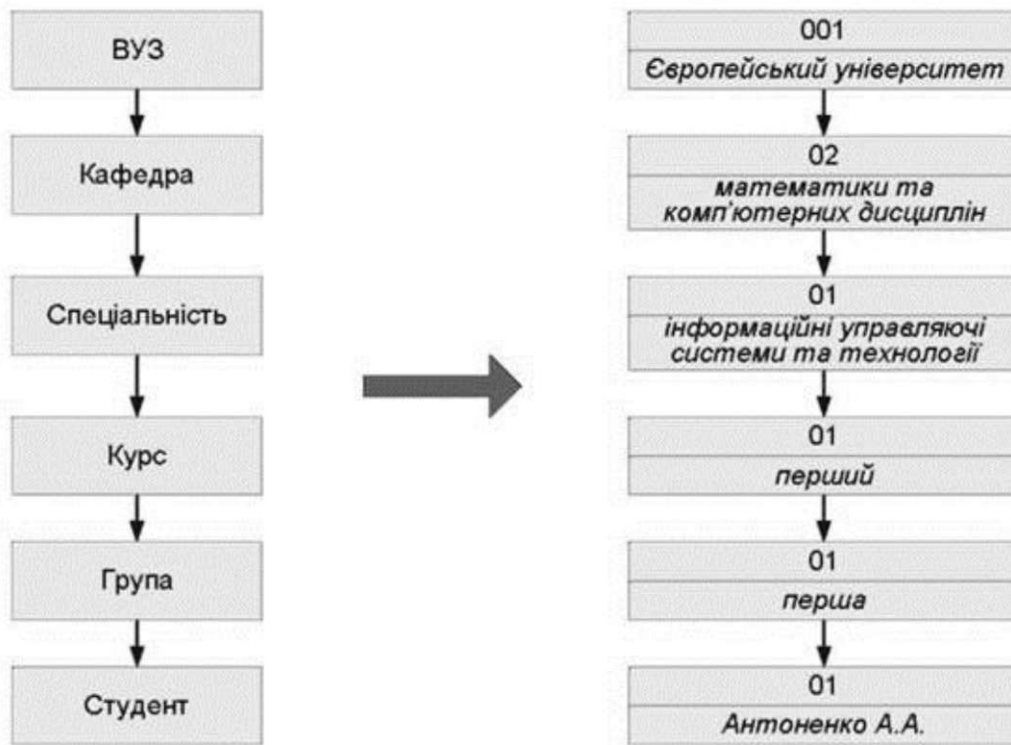 ВУЗ
Кафедра
Спеціальність
Курс
Група
Студент
001
Європейський університет
02
математики та
комп'ютерних дисциплін
01
інформаційні управляючі
системи та технології
01
перший
01
перша
01
Антоненко А.А.